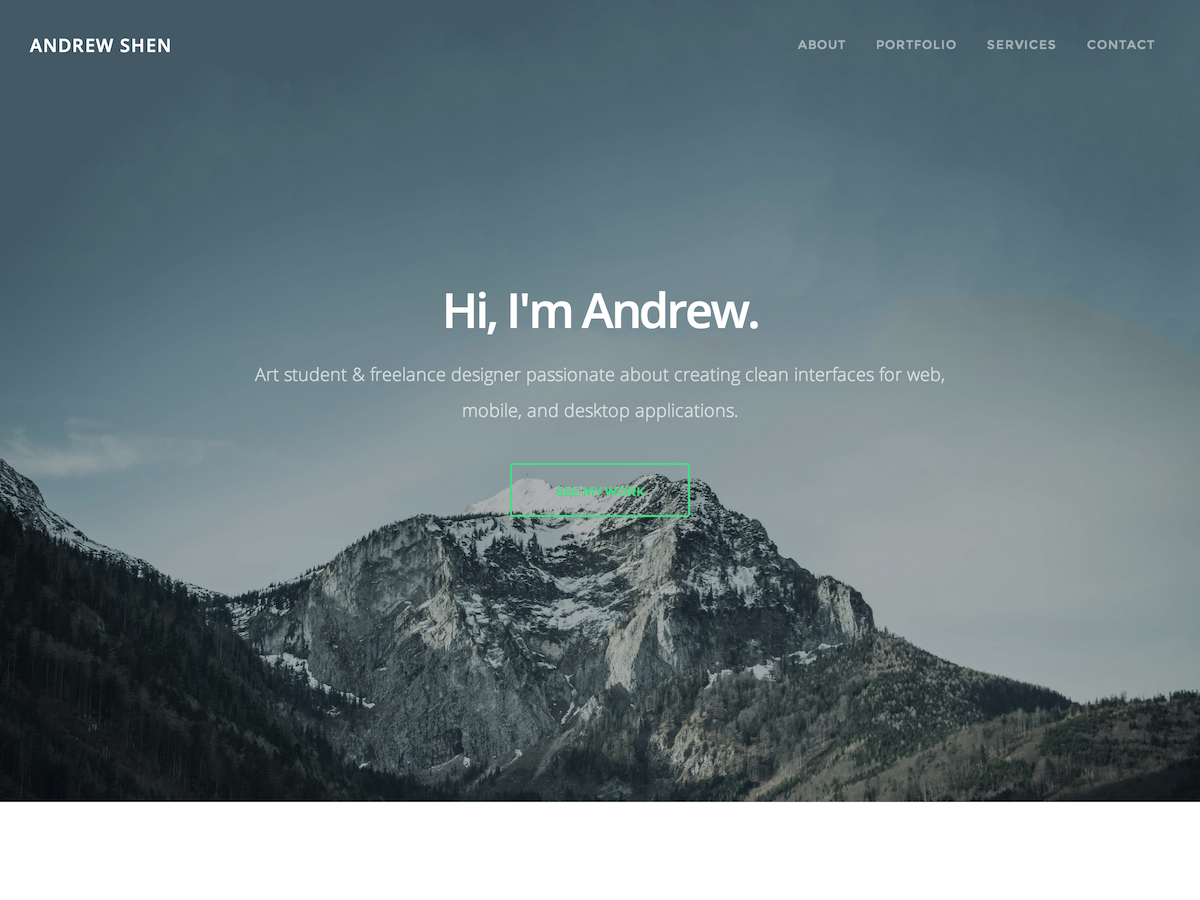 ANDREW SHEN
ABOUT PORTFOLIO SERVICES CONTACT
Hi, I'm Andrew.
Art student & freelance designer passionate about creating clean interfaces for web,
mobile, and desktop applications.
SEE MY WORK